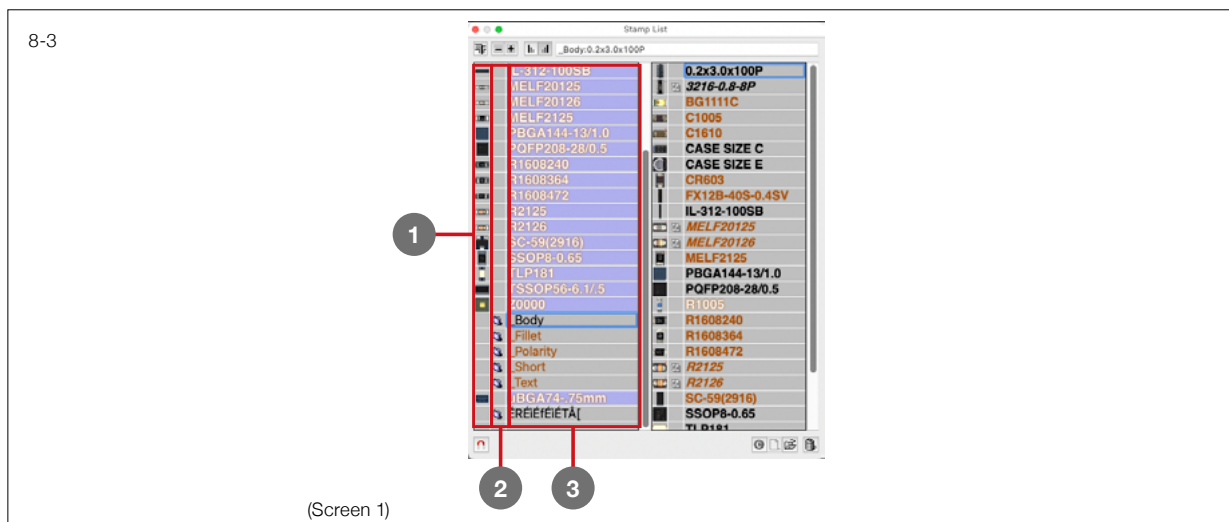 8-3
Stamp List
_Body:0.2x3.0x100P
IL-312-100SB
MELF20125
MELF20126
MELF2125
PBGA144-13/1.0
PQFP208-28/0.5
R1608240
R1608364
R1608472
R2125
R2126
SC-59(2916)
SSOP8-0.65
TLP181
TSSOP56-6.1/.5
Z0000
_Body
_Fillet
_Polarity
_Short
_Text
uBGA74-.75mm
0.2x3.0x100P
3216-0.8-8P
BG1111C
C1005
C1610
CASE SIZE C
CASE SIZE E
CR603
FX12B-40S-0.4SV
IL-312-100SB
MELF20125
MELF20126
MELF2125
PBGA144-13/1.0
PQFP208-28/0.5
R1005
R1608240
R1608364
R1608472
R2125
R2126
SC-59(2916)
SSOP8-0.65
TLP181
1
2
3
(Screen 1)